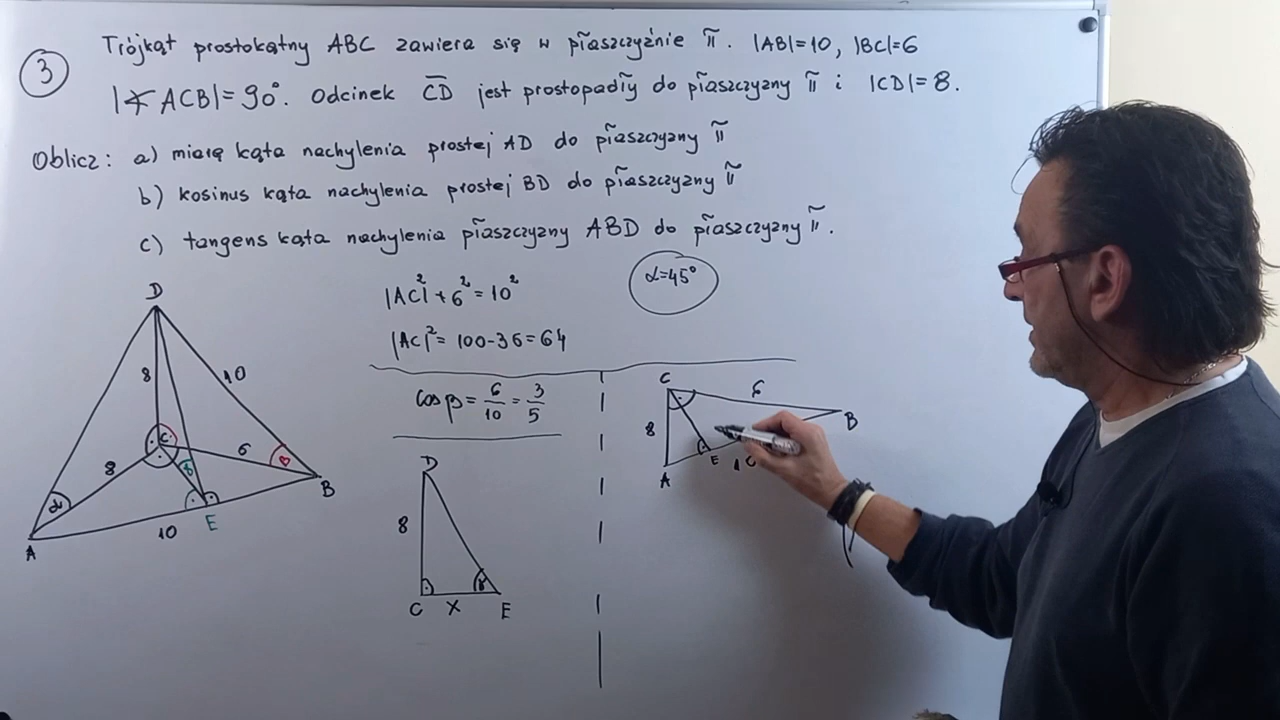 3
Trójkąt prostokątny ABC zawiera się w płaszczyźnie π. |AB|=10, |BC|=6
|∢ ACB|= 90°. Odcinek CD jest prostopadły do płaszczyzny π i |CD|= 8.
Oblicz: a) miarę kąta nachylenia prostej AD do płaszczyzny π
b) kosinus kąta nachylenia prostej BD do płaszczyzny π
c) tangens kąta nachylenia płaszczyzny ABD do płaszczyzny π.
α=45°
|AC|² + 6² = 10²
|AC|² = 100-36 = 64
cos β = 6/10 = 3/5
D
8
10
C
8
6
α
γ
β
A
10
E
B
D
8
γ
C
X
E
C
6
8
B
E
A